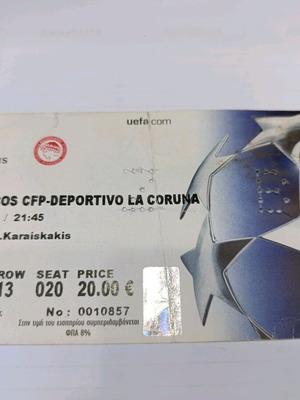 uefa.com
OS CFP-DEPORTIVO LA CORUNA
/ 21:45
.Karaiskakis
ROW SEAT PRICE
13 020 20.00 €
No: 0010857
Στην τιμή του εισιτηρίου συμπεριλαμβάνεται
ΦΠΑ 8%